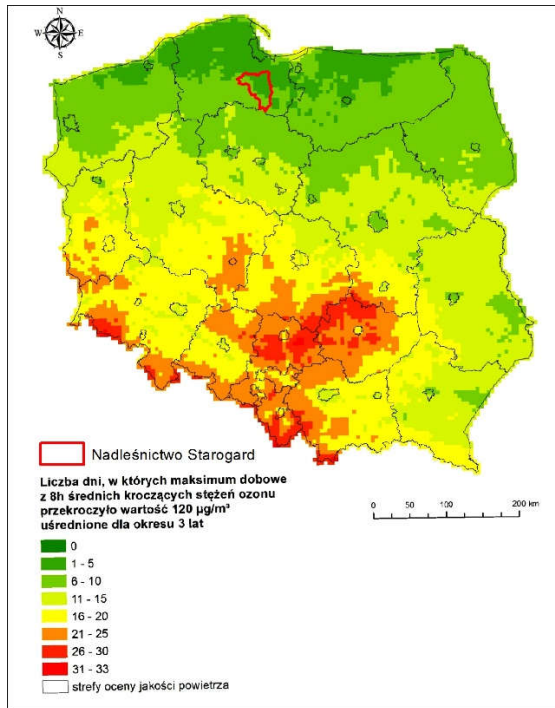 N
W E
S
Nadleśnictwo Starogard
Liczba dni, w których maksimum dobowe
z 8h średnich kroczących stężeń ozonu
przekroczyło wartość 120 µg/m³
uśrednione dla okresu 3 lat
0 50 100 200 km
0
1 - 5
6 - 10
11 - 15
16 - 20
21 - 25
26 - 30
31 - 33
strefy oceny jakości powietrza